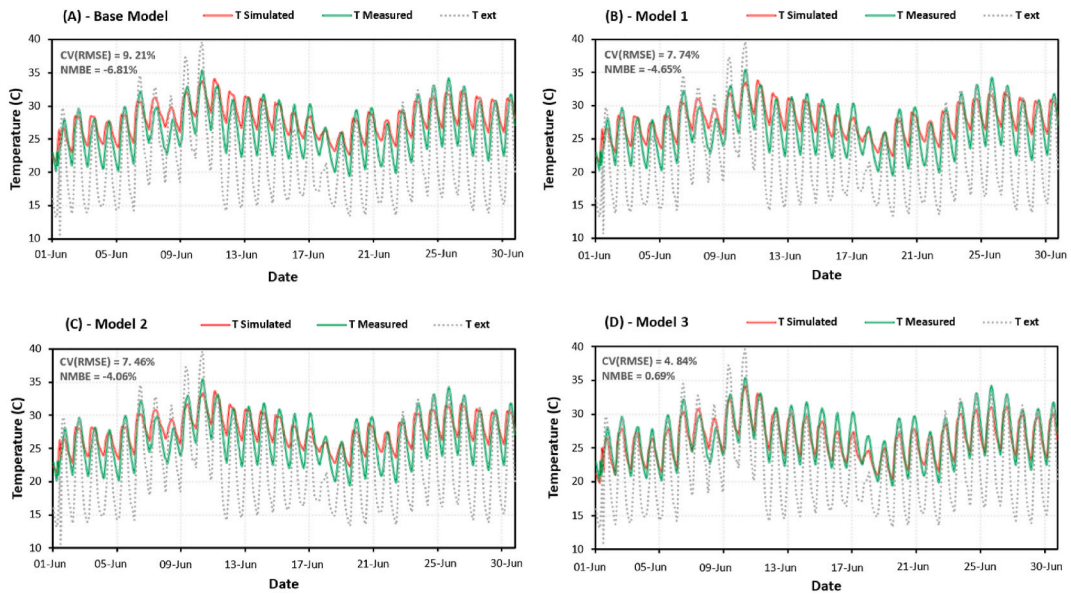 (A) - Base Model
T Simulated
T Measured
T ext
CV(RMSE) = 9.21%
NMBE = -6.81%
Temperature (C)
40
35
30
25
20
15
10
01-Jun
05-Jun
09-Jun
13-Jun
17-Jun
21-Jun
25-Jun
30-Jun
Date
(B) - Model 1
T Simulated
T Measured
T ext
CV(RMSE) = 7.74%
NMBE = -4.65%
Temperature (C)
40
35
30
25
20
15
10
01-Jun
05-Jun
09-Jun
13-Jun
17-Jun
21-Jun
25-Jun
30-Jun
Date
(C) - Model 2
T Simulated
T Measured
T ext
CV(RMSE) = 7.46%
NMBE = -4.06%
Temperature (C)
40
35
30
25
20
15
10
01-Jun
05-Jun
09-Jun
13-Jun
17-Jun
21-Jun
25-Jun
30-Jun
Date
(D) - Model 3
T Simulated
T Measured
T ext
CV(RMSE) = 4.84%
NMBE = 0.69%
Temperature (C)
40
35
30
25
20
15
10
01-Jun
05-Jun
09-Jun
13-Jun
17-Jun
21-Jun
25-Jun
30-Jun
Date